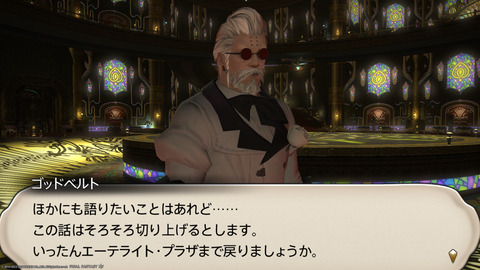 ゴッドベルト
ほかにも語りたいことはあれど……
この話はそろそろ切り上げるとします。
いったんエーテライト・プラザまで戻りましょうか。
FINAL FANTASY XIV